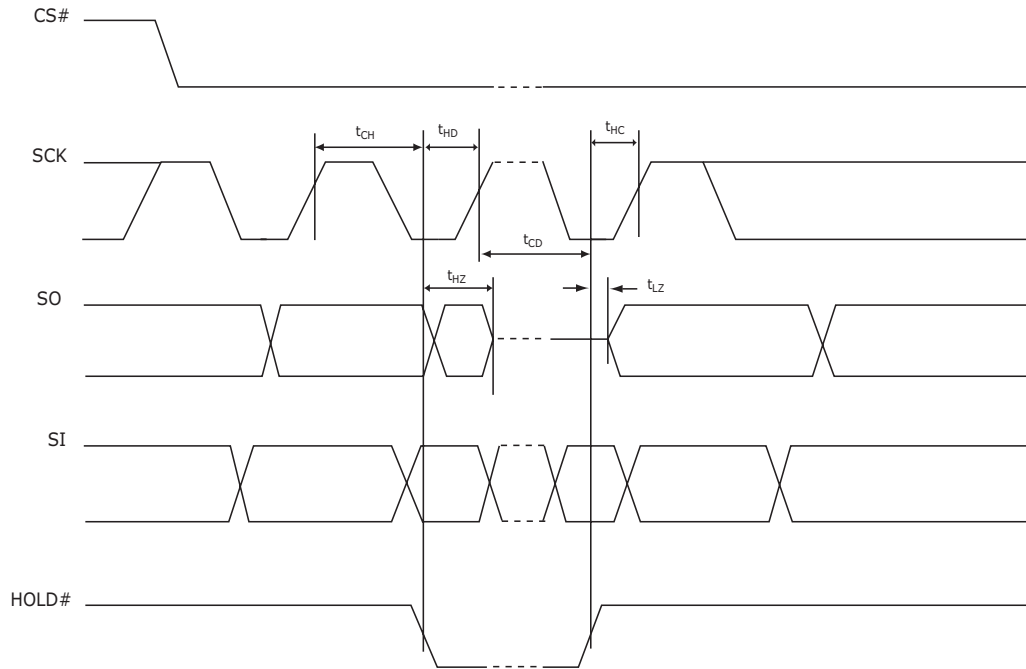 CS#
tCH
tHD
tHC
SCK
tCD
tHZ
tLZ
SO
SI
HOLD#